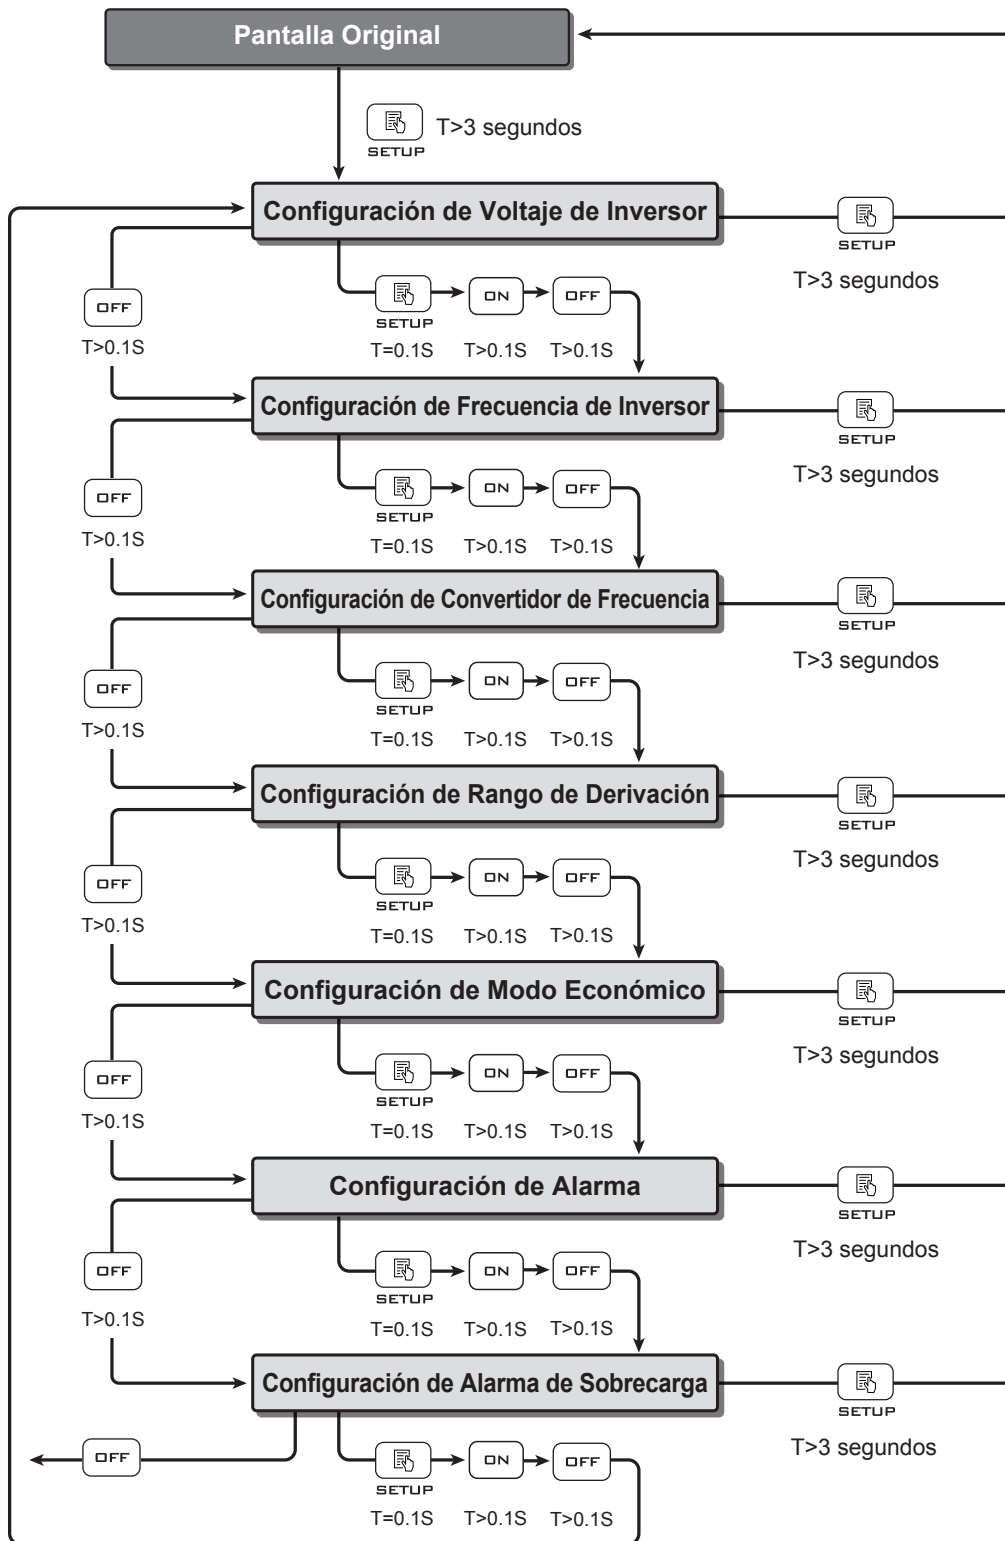 Pantalla Original
T>3 segundos
SETUP
Configuración de Voltaje de Inversor
SETUP
T>3 segundos
OFF
T>0.1S
ON
OFF
SETUP
T=0.1S T>0.1S T>0.1S
Configuración de Frecuencia de Inversor
SETUP
T>3 segundos
OFF
T>0.1S
ON
OFF
SETUP
T=0.1S T>0.1S T>0.1S
Configuración de Convertidor de Frecuencia
SETUP
T>3 segundos
OFF
T>0.1S
ON
OFF
SETUP
T=0.1S T>0.1S T>0.1S
Configuración de Rango de Derivación
SETUP
T>3 segundos
OFF
T>0.1S
ON
OFF
SETUP
T=0.1S T>0.1S T>0.1S
Configuración de Modo Económico
SETUP
T>3 segundos
OFF
T>0.1S
ON
OFF
SETUP
T=0.1S T>0.1S T>0.1S
Configuración de Alarma
SETUP
T>3 segundos
OFF
T>0.1S
ON
OFF
SETUP
T=0.1S T>0.1S T>0.1S
Configuración de Alarma de Sobrecarga
SETUP
T>3 segundos
OFF
ON
OFF
SETUP
T=0.1S T>0.1S T>0.1S